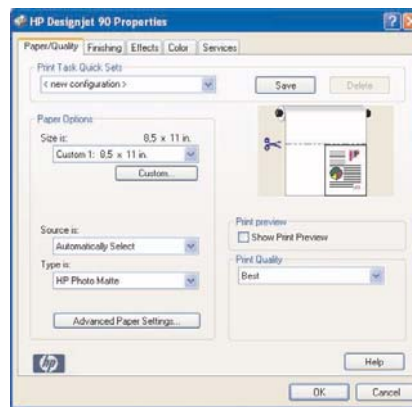 HP Designjet 90 Properties
Paper/Quality Finishing Effects Color Services
Print Task Quick Sets
< new configuration >
Save
Delete
Paper Options
Size is: 8.5 × 11 in.
Custom 1: 8.5 × 11 in.
Custom...
Source is:
Automatically Select
Type is:
HP Photo Matte
Advanced Paper Settings...
Print preview
Show Print Preview
Print Quality
Best
hp
Help
OK
Cancel